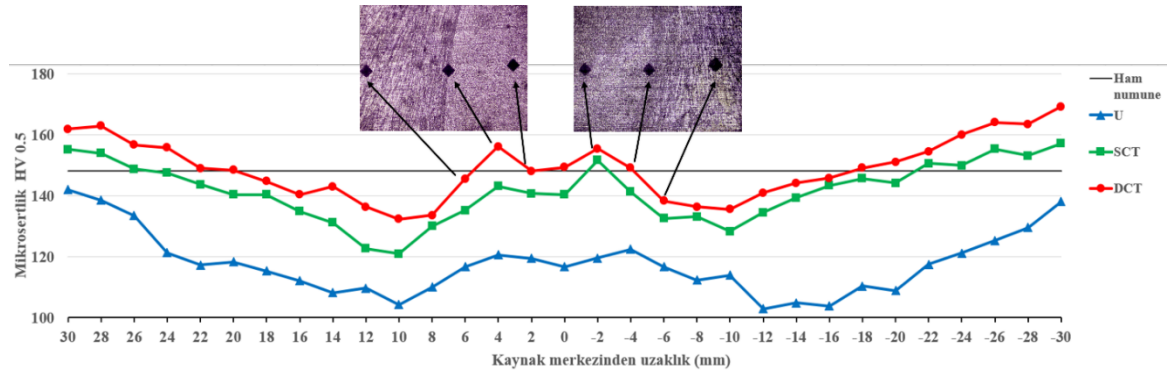 180
160
140
120
100
Mikrosertlik HV 0.5
30 28 26 24 22 20 18 16 14 12 10 8 6 4 2 0 -2 -4 -6 -8 -10 -12 -14 -16 -18 -20 -22 -24 -26 -28 -30
Kaynak merkezinden uzaklık (mm)
Ham
numune
U
SCT
DCT